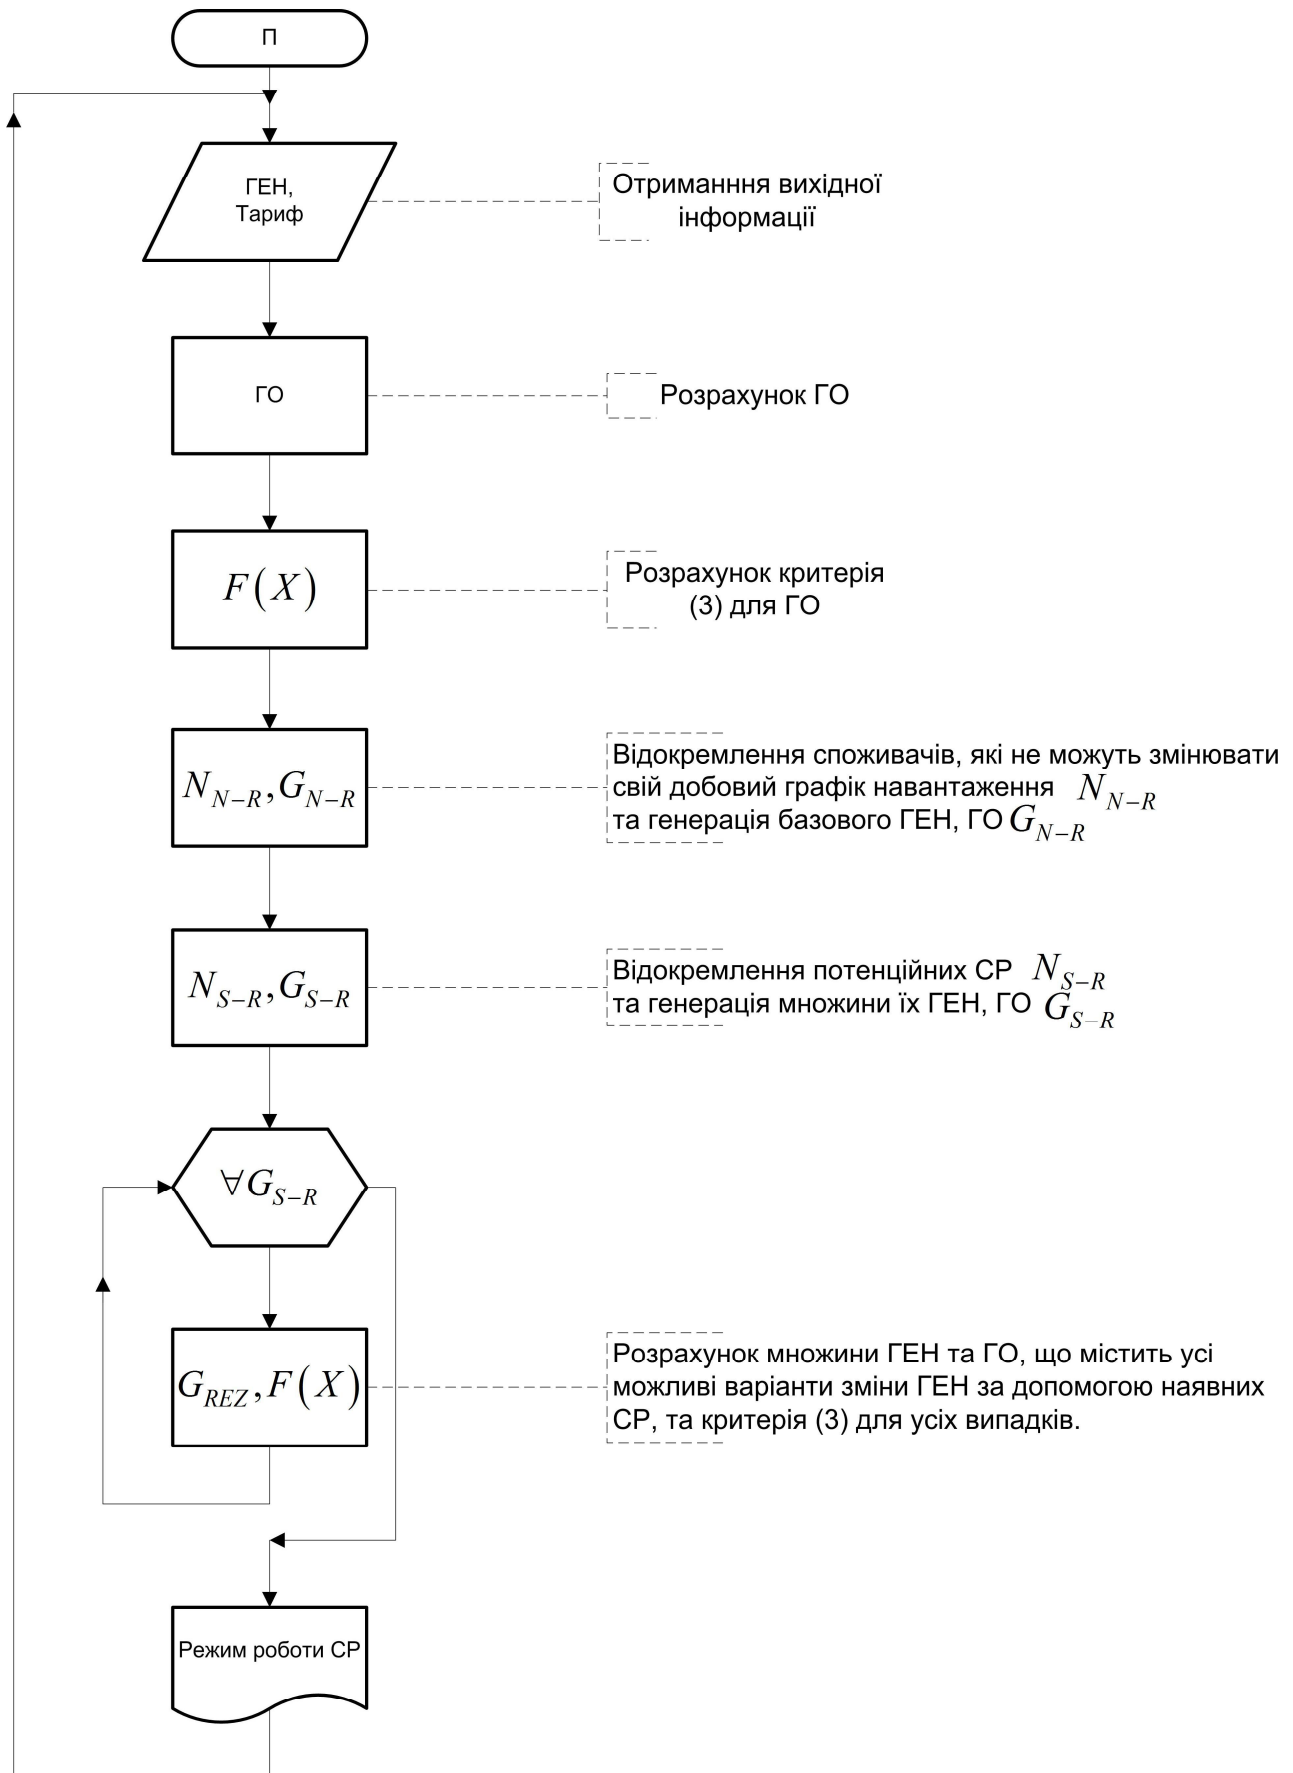 П
ГЕН,
Тариф
Отриманння вихідної
інформації
ГО
Розрахунок ГО
F(X)
Розрахунок критерія
(3) для ГО
N_{N-R}, G_{N-R}
Відокремлення споживачів, які не можуть змінювати
свій добовий графік навантаження N_{N-R}
та генерація базового ГЕН, ГО G_{N-R}
N_{S-R}, G_{S-R}
Відокремлення потенційних СР N_{S-R}
та генерація множини їх ГЕН, ГО G_{S-R}
∀G_{S-R}
G_{REZ}, F(X)
Розрахунок множини ГЕН та ГО, що містить усі
можливі варіанти зміни ГЕН за допомогою наявних
СР, та критерія (3) для усіх випадків.
Режим роботи СР